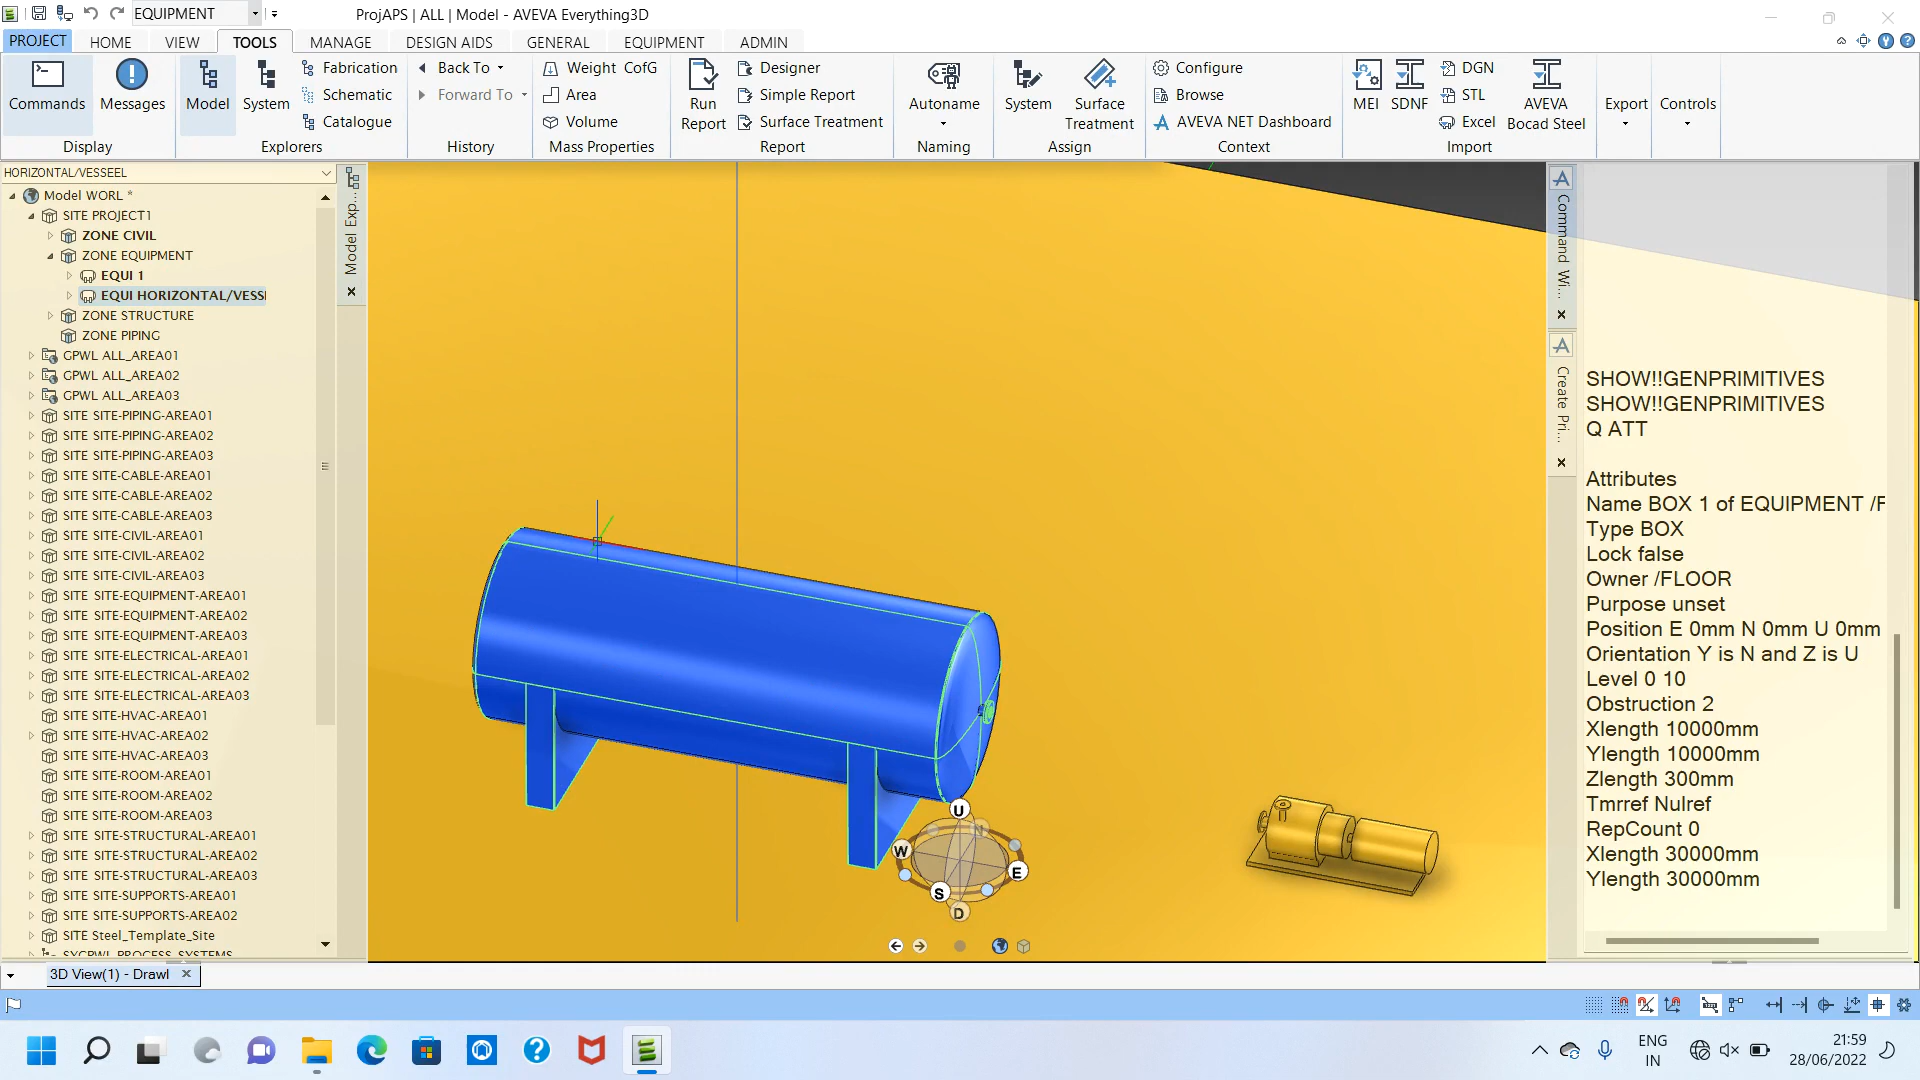 EQUIPMENT
ProjAPS | ALL | Model - AVEVA Everything3D
PROJECT HOME VIEW TOOLS MANAGE DESIGN AIDS GENERAL EQUIPMENT ADMIN
Commands
Messages
Display
Model
System
Fabrication
Schematic
Catalogue
Explorers
Back To
Forward To
History
Weight CofG
Area
Volume
Mass Properties
Run Report
Designer
Simple Report
Surface Treatment
Report
Autoname
Naming
System
Surface Treatment
Assign
Configure
Browse
AVEVA NET Dashboard
Context
MEI
SDNF
DGN
STL
Excel
AVEVA Bocad Steel
Import
Export
Controls
HORIZONTAL/VESSEEL
Model WORL *
SITE PROJECT1
ZONE CIVIL
ZONE EQUIPMENT
EQUI 1
EQUI HORIZONTAL/VESS
ZONE STRUCTURE
ZONE PIPING
GPWL ALL_AREA01
GPWL ALL_AREA02
GPWL ALL_AREA03
SITE SITE-PIPING-AREA01
SITE SITE-PIPING-AREA02
SITE SITE-PIPING-AREA03
SITE SITE-CABLE-AREA01
SITE SITE-CABLE-AREA02
SITE SITE-CABLE-AREA03
SITE SITE-CIVIL-AREA01
SITE SITE-CIVIL-AREA02
SITE SITE-CIVIL-AREA03
SITE SITE-EQUIPMENT-AREA01
SITE SITE-EQUIPMENT-AREA02
SITE SITE-EQUIPMENT-AREA03
SITE SITE-ELECTRICAL-AREA01
SITE SITE-ELECTRICAL-AREA02
SITE SITE-ELECTRICAL-AREA03
SITE SITE-HVAC-AREA01
SITE SITE-HVAC-AREA02
SITE SITE-HVAC-AREA03
SITE SITE-ROOM-AREA01
SITE SITE-ROOM-AREA02
SITE SITE-ROOM-AREA03
SITE SITE-STRUCTURAL-AREA01
SITE SITE-STRUCTURAL-AREA02
SITE SITE-STRUCTURAL-AREA03
SITE SITE-SUPPORTS-AREA01
SITE SITE-SUPPORTS-AREA02
SITE Steel_Template_Site
SYGPWL PROCESS_SYSTEMS
Model Exp...
U
N
W
E
S
D
Command Wi...
Create Pri...
SHOW!!GENPRIMITIVES
SHOW!!GENPRIMITIVES
Q ATT
Attributes
Name BOX 1 of EQUIPMENT /F
Type BOX
Lock false
Owner /FLOOR
Purpose unset
Position E 0mm N 0mm U 0mm
Orientation Y is N and Z is U
Level 0 10
Obstruction 2
Xlength 10000mm
Ylength 10000mm
Zlength 300mm
Tmrref Nulref
RepCount 0
Xlength 30000mm
Ylength 30000mm
3D View(1) - Drawl
ENG
IN
21:59
28/06/2022